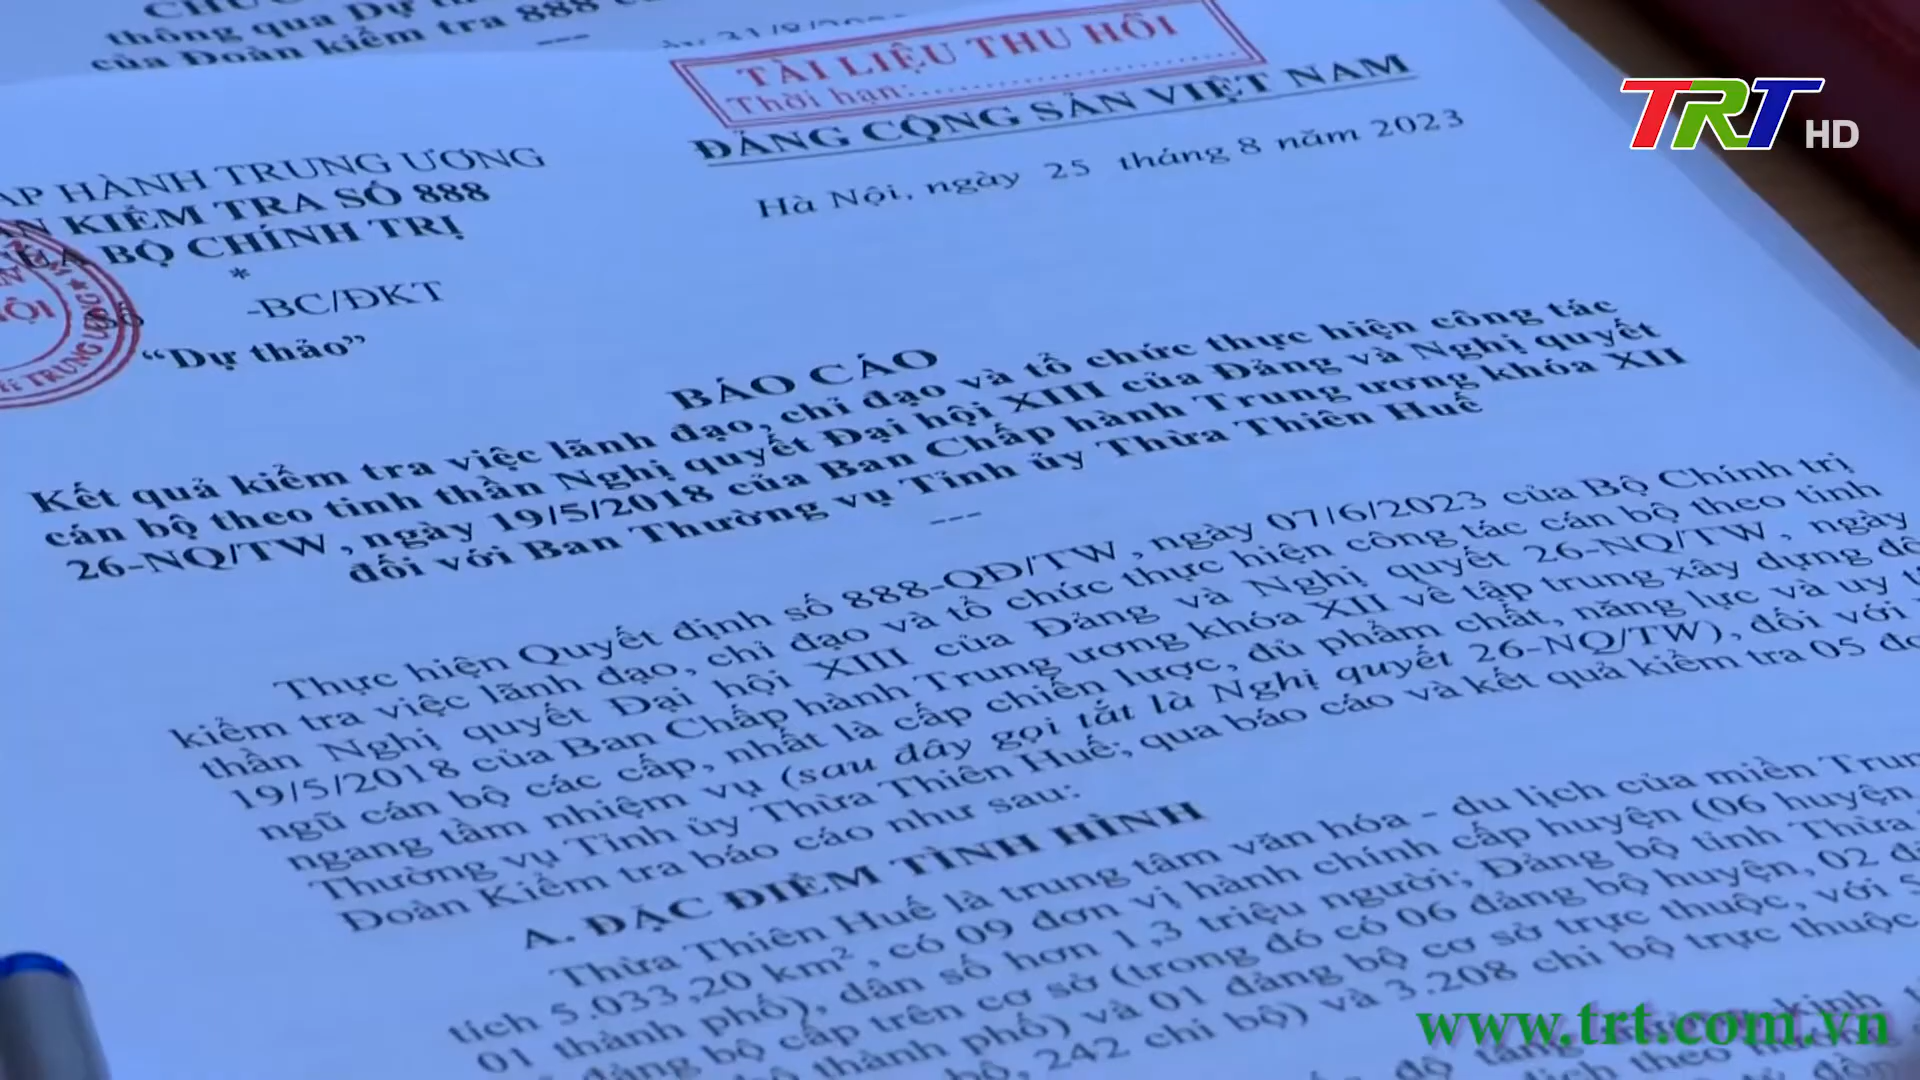 thông qua Dự
của Đoàn kiểm tra 888
TÀI LIỆU THU HỒI
Thời hạn:
ĐẢNG CỘNG SẢN VIỆT NAM
Hà Nội, ngày 25 tháng 8 năm 2023
HÀNH TRUNG ƯƠNG
KIỂM TRA SỐ 888
BỘ CHÍNH TRỊ
*
Số -BC/ĐKT
“Dự thảo”
BÁO CÁO
Kết quả kiểm tra việc lãnh đạo, chỉ đạo và tổ chức thực hiện công tác
cán bộ theo tinh thần Nghị quyết Đại hội XIII của Đảng và Nghị quyết
26-NQ/TW, ngày 19/5/2018 của Ban Chấp hành Trung ương khóa XII
đối với Ban Thường vụ Tỉnh ủy Thừa Thiên Huế
---
Thực hiện Quyết định số 888-QĐ/TW, ngày 07/6/2023 của Bộ Chính trị
kiểm tra việc lãnh đạo, chỉ đạo và tổ chức thực hiện công tác cán bộ theo tinh
thần Nghị quyết Đại hội XIII của Đảng và Nghị quyết 26-NQ/TW, ngày
19/5/2018 của Ban Chấp hành Trung ương khóa XII về tập trung xây dựng
ngũ cán bộ các cấp, nhất là cấp chiến lược, đủ phẩm chất, năng lực và uy
ngang tầm nhiệm vụ (sau đây gọi tắt là Nghị quyết 26-NQ/TW), đối với
Thường vụ Tỉnh ủy Thừa Thiên Huế; qua báo cáo và kết quả kiểm tra 05
Đoàn Kiểm tra báo cáo như sau:
A. ĐẶC ĐIỂM TÌNH HÌNH
Thừa Thiên Huế là trung tâm văn hóa - du lịch của miền
tích 5.033,20 km², có 09 đơn vị hành chính cấp huyện (06 huyện,
01 thành phố), dân số hơn 1,3 triệu người; Đảng bộ tỉnh Thừa
đảng bộ cấp trên cơ sở (trong đó có 06 đảng bộ huyện, 02
thành phố) và 01 đảng bộ cơ sở trực thuộc, với
bộ, 242 chi bộ) và 3.208 chi bộ trực thuộc
TRT HD
www.trt.com.vn